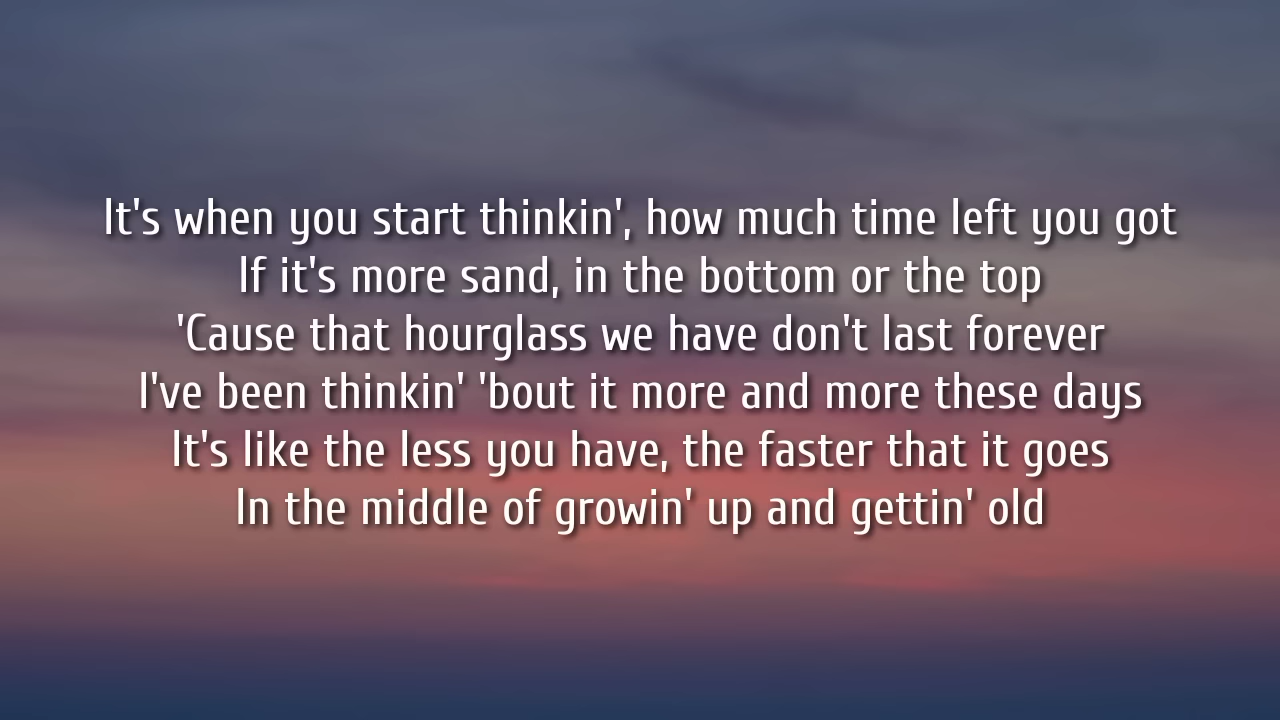 It's when you start thinkin', how much time left you got
If it's more sand, in the bottom or the top
'Cause that hourglass we have don't last forever
I've been thinkin' 'bout it more and more these days
It's like the less you have, the faster that it goes
In the middle of growin' up and gettin' old